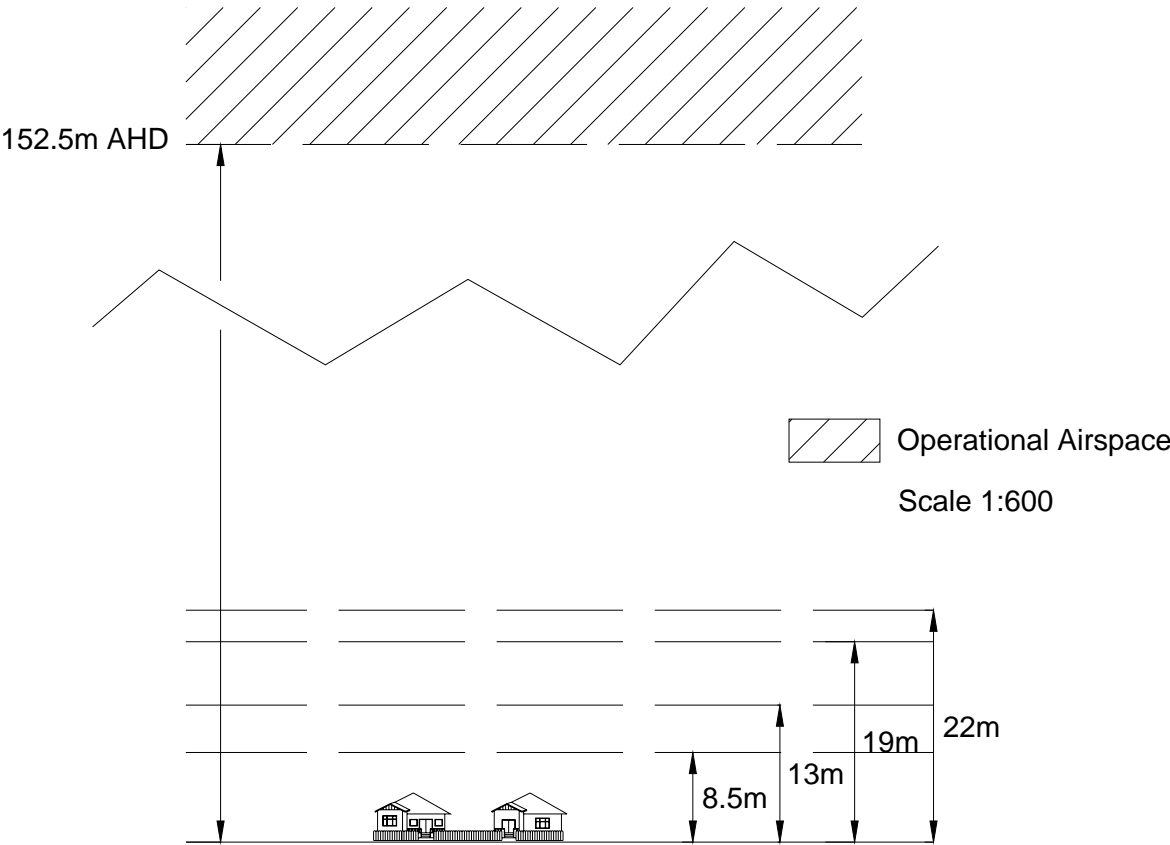 152.5m AHD
Operational Airspace
Scale 1:600
22m
19m
13m
8.5m